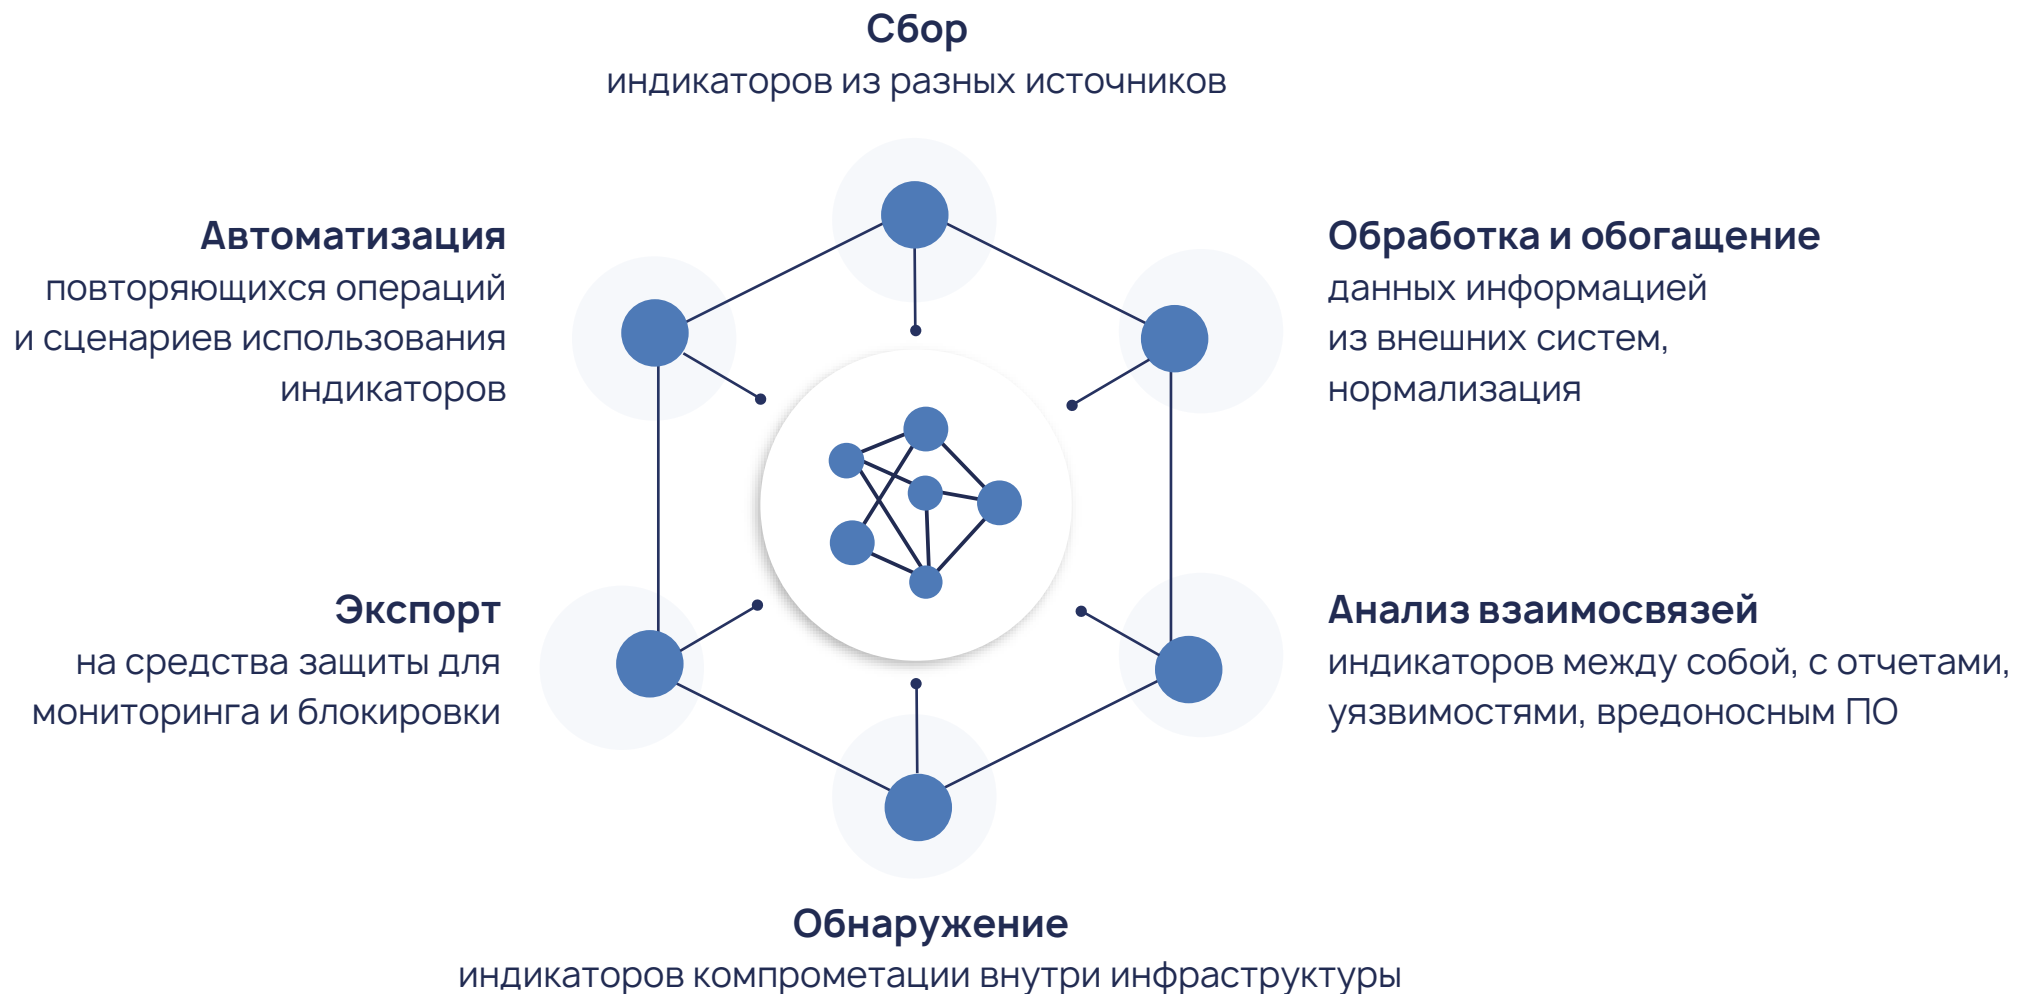 Сбор
индикаторов из разных источников
Автоматизация
повторяющихся операций
и сценариев использования
индикаторов
Обработка и обогащение
данных информацией
из внешних систем,
нормализация
Экспорт
на средства защиты для
мониторинга и блокировки
Анализ взаимосвязей
индикаторов между собой, с отчетами,
уязвимостями, вредоносным ПО
Обнаружение
индикаторов компрометации внутри инфраструктуры